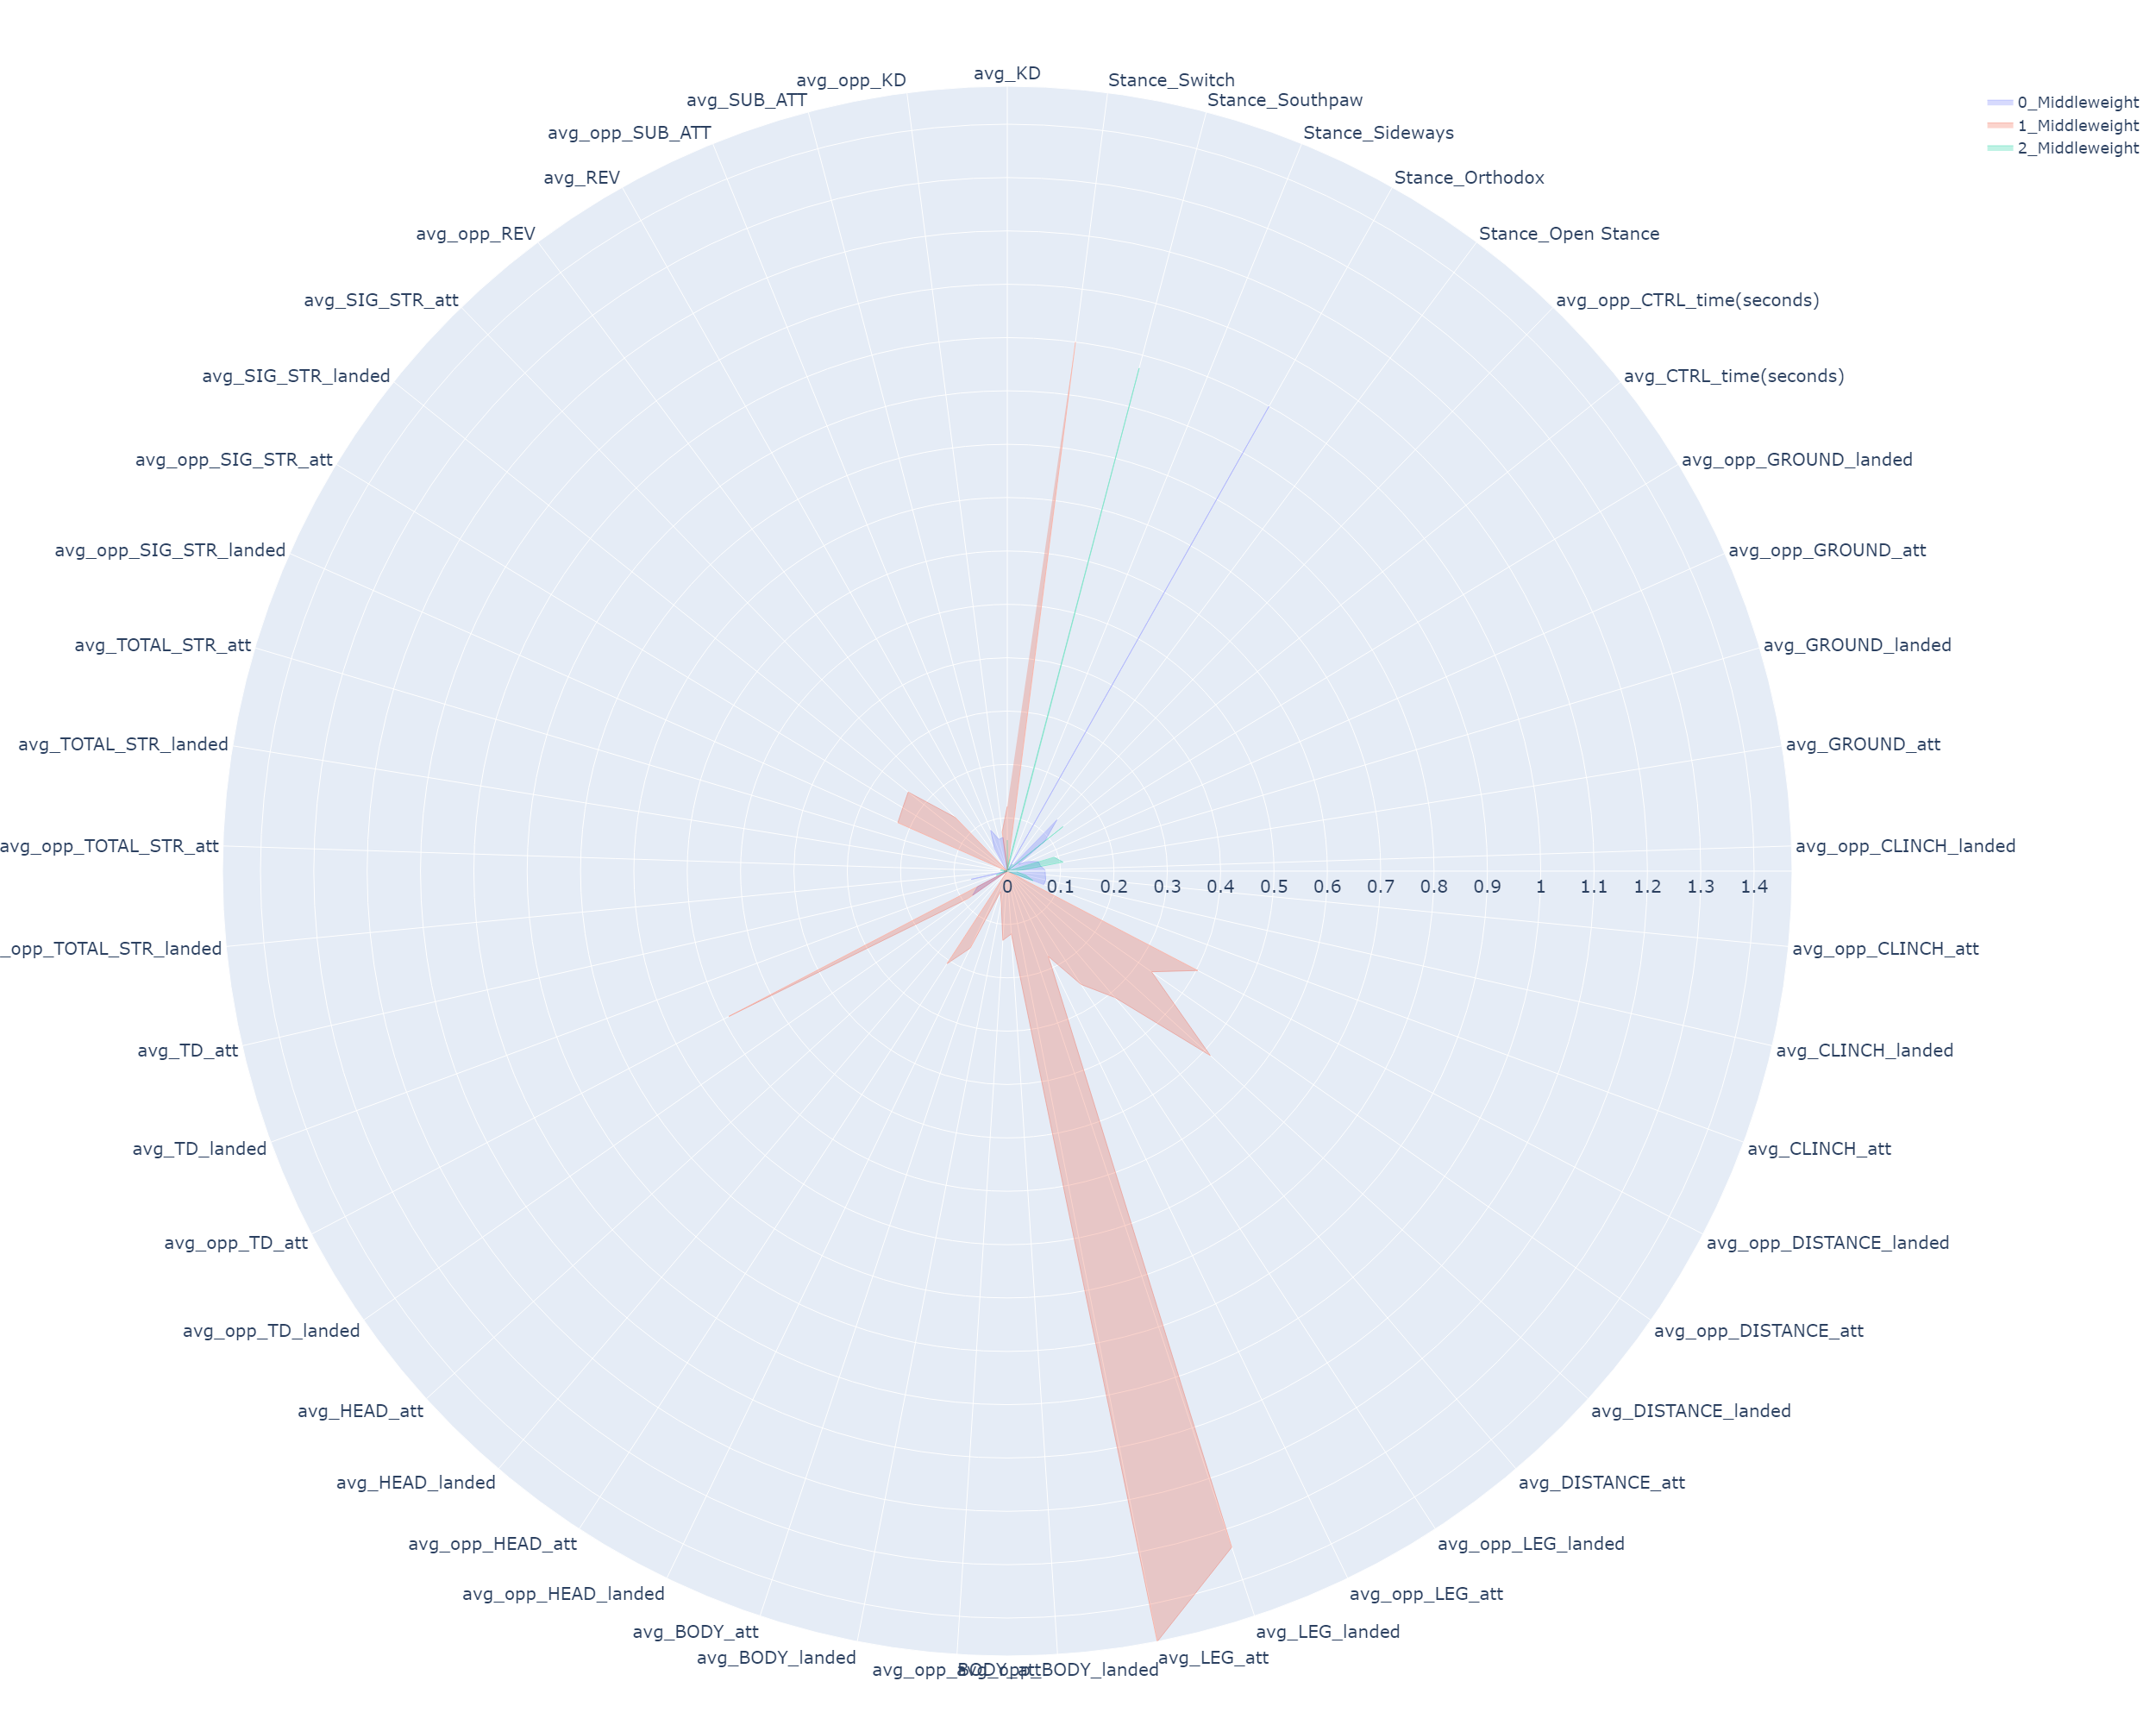 avg_KD
Stance_Switch
Stance_Southpaw
Stance_Sideways
Stance_Orthodox
Stance_Open Stance
avg_opp_CTRL_time(seconds)
avg_CTRL_time(seconds)
avg_opp_GROUND_landed
avg_opp_GROUND_att
avg_GROUND_landed
avg_GROUND_att
avg_opp_CLINCH_landed
avg_opp_CLINCH_att
avg_CLINCH_landed
avg_CLINCH_att
avg_opp_DISTANCE_landed
avg_opp_DISTANCE_att
avg_DISTANCE_landed
avg_DISTANCE_att
avg_opp_LEG_landed
avg_opp_LEG_att
avg_LEG_landed
avg_LEG_att
avg_opp_BODY_landed
avg_opp_BODY_att
avg_BODY_landed
avg_BODY_att
avg_opp_HEAD_landed
avg_opp_HEAD_att
avg_HEAD_landed
avg_HEAD_att
avg_opp_TD_landed
avg_opp_TD_att
avg_TD_landed
avg_TD_att
_opp_TOTAL_STR_landed
avg_opp_TOTAL_STR_att
avg_TOTAL_STR_landed
avg_TOTAL_STR_att
avg_opp_SIG_STR_landed
avg_opp_SIG_STR_att
avg_SIG_STR_landed
avg_SIG_STR_att
avg_opp_REV
avg_REV
avg_opp_SUB_ATT
avg_SUB_ATT
avg_opp_KD
0 0.1 0.2 0.3 0.4 0.5 0.6 0.7 0.8 0.9 1 1.1 1.2 1.3 1.4
0_Middleweight
1_Middleweight
2_Middleweight